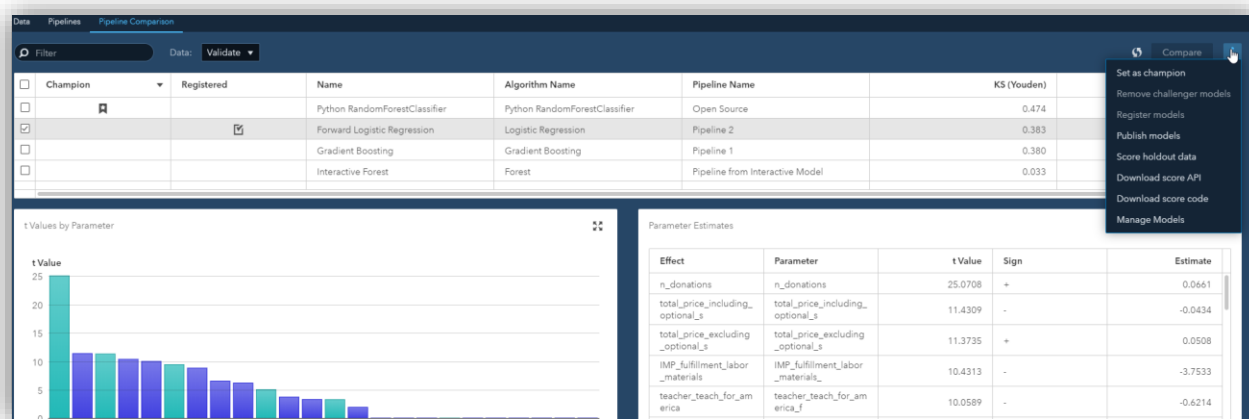 Data Pipelines Pipeline Comparison
Filter Data: Validate Compare
Champion Registered Name Algorithm Name Pipeline Name KS (Youden)
Python RandomForestClassifier Python RandomForestClassifier Open Source 0.474
Forward Logistic Regression Logistic Regression Pipeline 2 0.383
Gradient Boosting Gradient Boosting Pipeline 1 0.380
Interactive Forest Forest Pipeline from Interactive Model 0.033
Set as champion
Remove challenger models
Register models
Publish models
Score holdout data
Download score API
Download score code
Manage Models
t Values by Parameter
t Value
25
20
15
10
5
0
Parameter Estimates
Effect Parameter t Value Sign Estimate
n_donations n_donations 25.0708 + 0.0661
total_price_including_ total_price_including_
optional_s optional_s 11.4309 - -0.0434
total_price_excluding total_price_excluding
_optional_s _optional_s 11.3735 + 0.0508
IMP_fulfillment_labor IMP_fulfillment_labor
_materials _materials_ 10.4313 - -3.7533
teacher_teach_for_am teacher_teach_for_am
erica erica_f 10.0589 - -0.6214